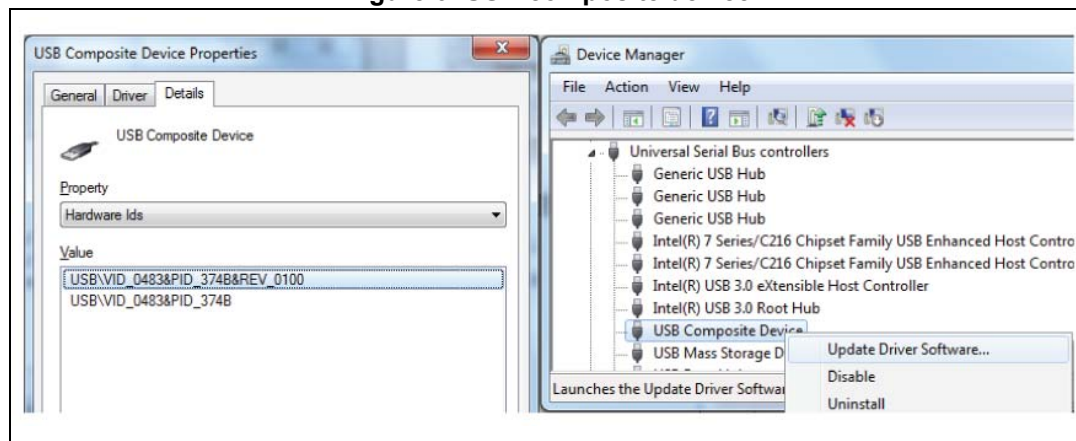 USB Composite Device Properties
General Driver Details
USB Composite Device
Property
Hardware Ids
Value
USB\VID_0483&PID_374B&REV_0100
USB\VID_0483&PID_374B
Device Manager
File Action View Help
Universal Serial Bus controllers
Generic USB Hub
Generic USB Hub
Generic USB Hub
Intel(R) 7 Series/C216 Chipset Family USB Enhanced Host Contro
Intel(R) 7 Series/C216 Chipset Family USB Enhanced Host Contro
Intel(R) USB 3.0 eXtensible Host Controller
Intel(R) USB 3.0 Root Hub
USB Composite Device
USB Mass Storage D
Launches the Update Driver Softwar
Update Driver Software...
Disable
Uninstall